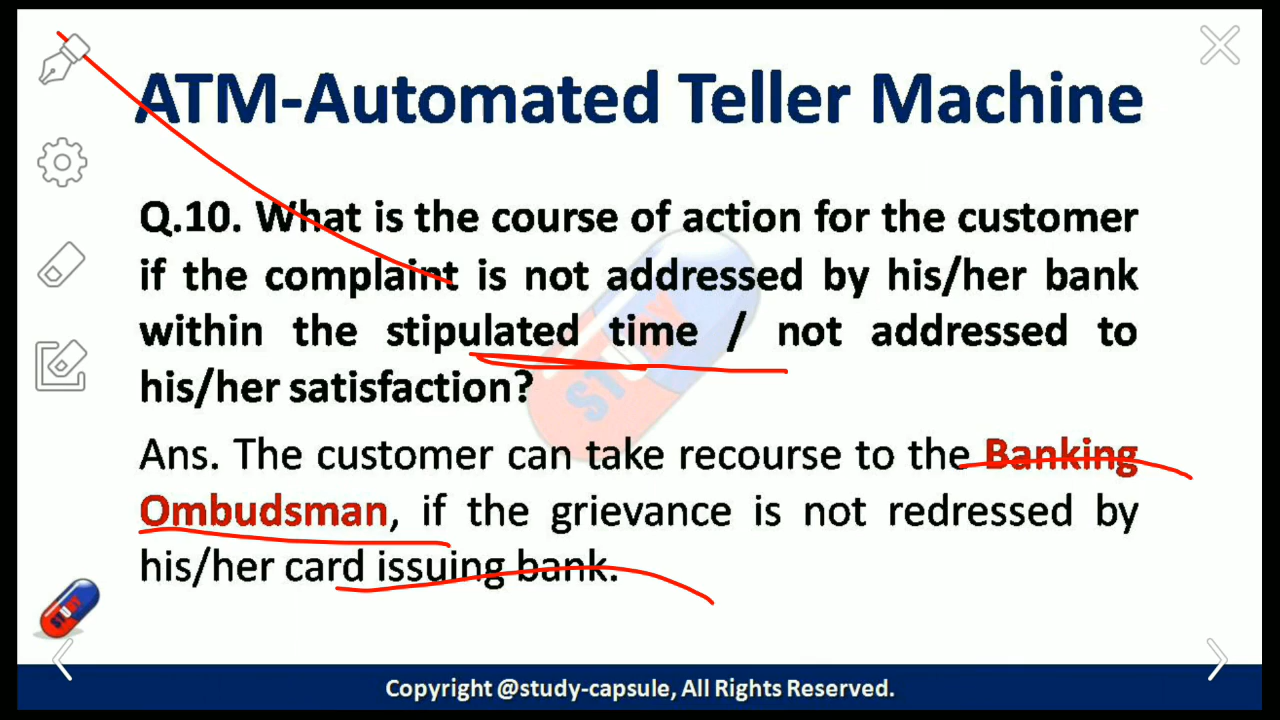 ATM-Automated Teller Machine
Q.10. What is the course of action for the customer
if the complaint is not addressed by his/her bank
within the stipulated time / not addressed to
his/her satisfaction?
Ans. The customer can take recourse to the Banking
Ombudsman, if the grievance is not redressed by
his/her card issuing bank.
STUDY
STUDY
Copyright @study-capsule, All Rights Reserved.